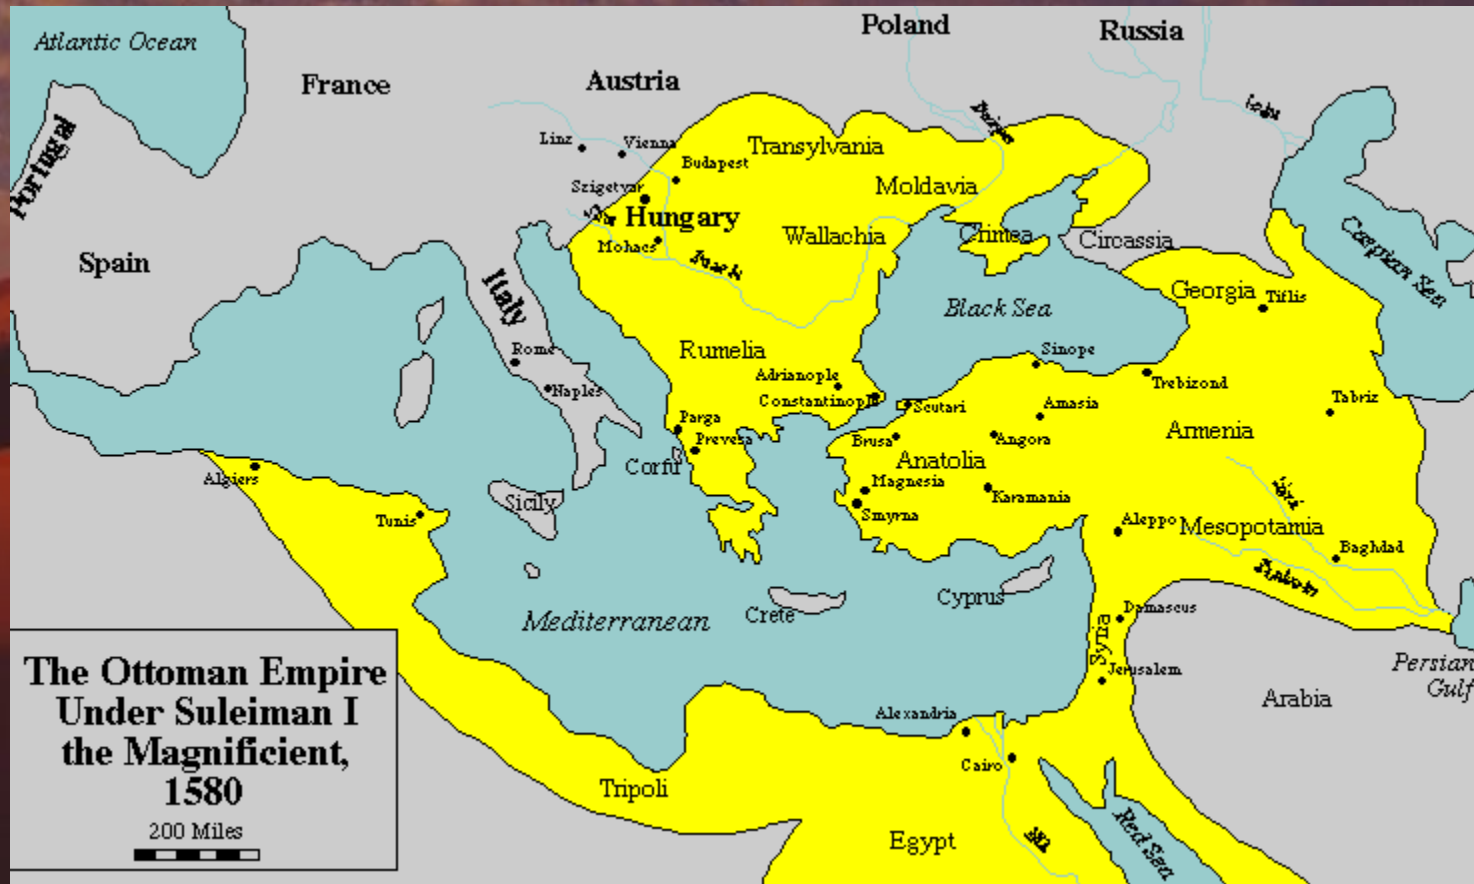 Atlantic Ocean
Poland
Russia
France
Austria
Portugal
Linz
Vienna
Transylvania
Budapest
Szigetvar
Moldavia
Hungary
Wallachia
Crimea
Circassia
Mohacs
Spain
Caspian Sea
Italy
Georgia
Tiflis
Black Sea
Rome
Rumelia
Sinope
Naples
Adrianople
Constantinople
Trebizond
Scutari
Amasia
Tabriz
Parga
Prevesa
Brusa
Angora
Armenia
Corfu
Anatolia
Algiers
Magnesia
Karamania
Sicily
Smyrna
Tunis
Aleppo
Mesopotamia
Baghdad
Mediterranean
Crete
Cyprus
Damascus
Syria
Jerusalem
Persian
Gulf
Arabia
The Ottoman Empire
Under Suleiman I
the Magnificient,
1580
200 Miles
Alexandria
Cairo
Tripoli
Egypt
Red Sea